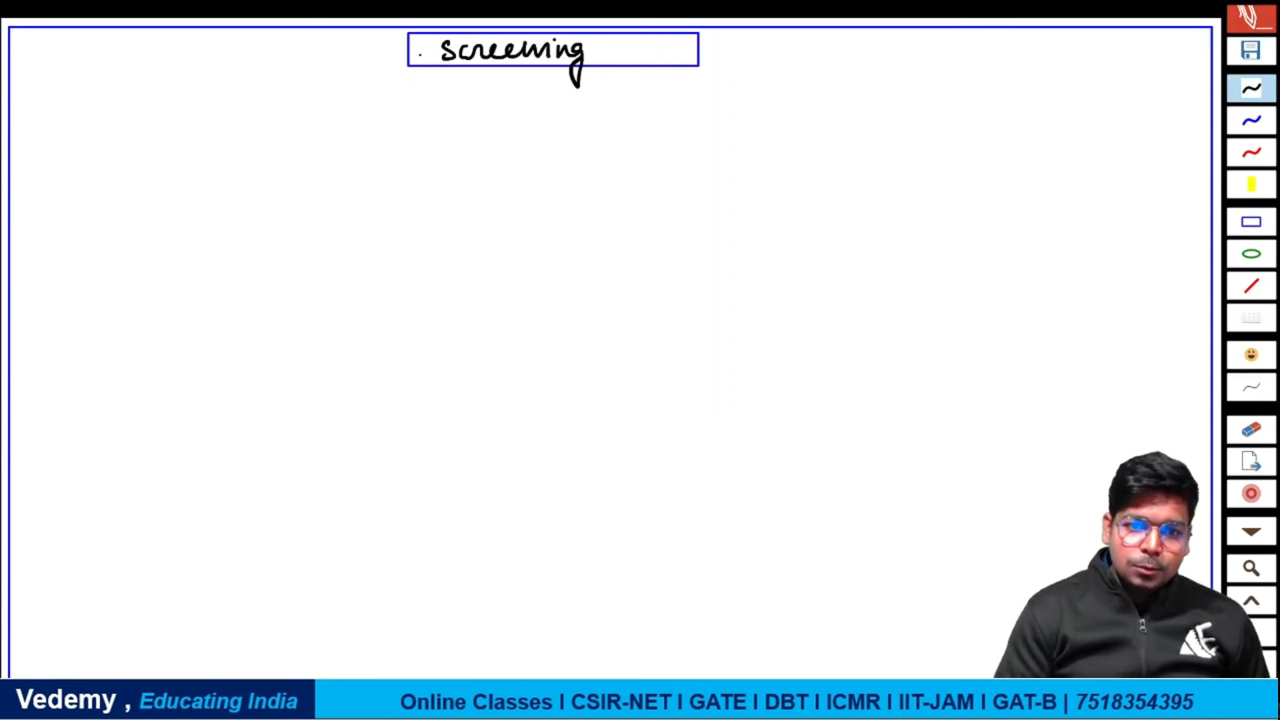 Screening
Vedemy , Educating India
Online Classes I CSIR-NET I GATE I DBT I ICMR I IIT-JAM I GAT-B | 7518354395